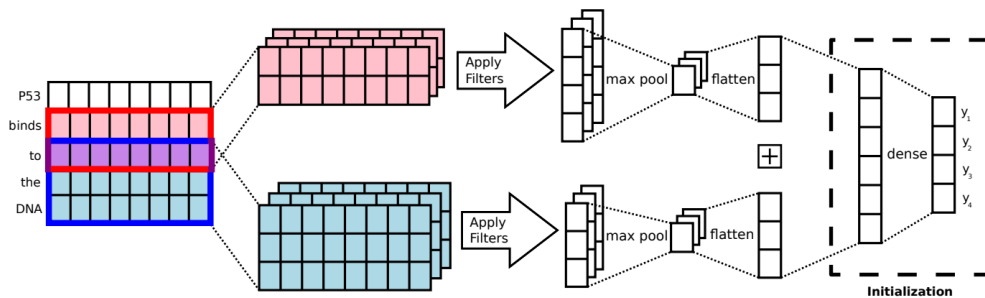 P53
binds
to
the
DNA
Apply
Filters
max pool
flatten
+
Apply
Filters
max pool
flatten
dense
y1
y2
y3
y4
Initialization